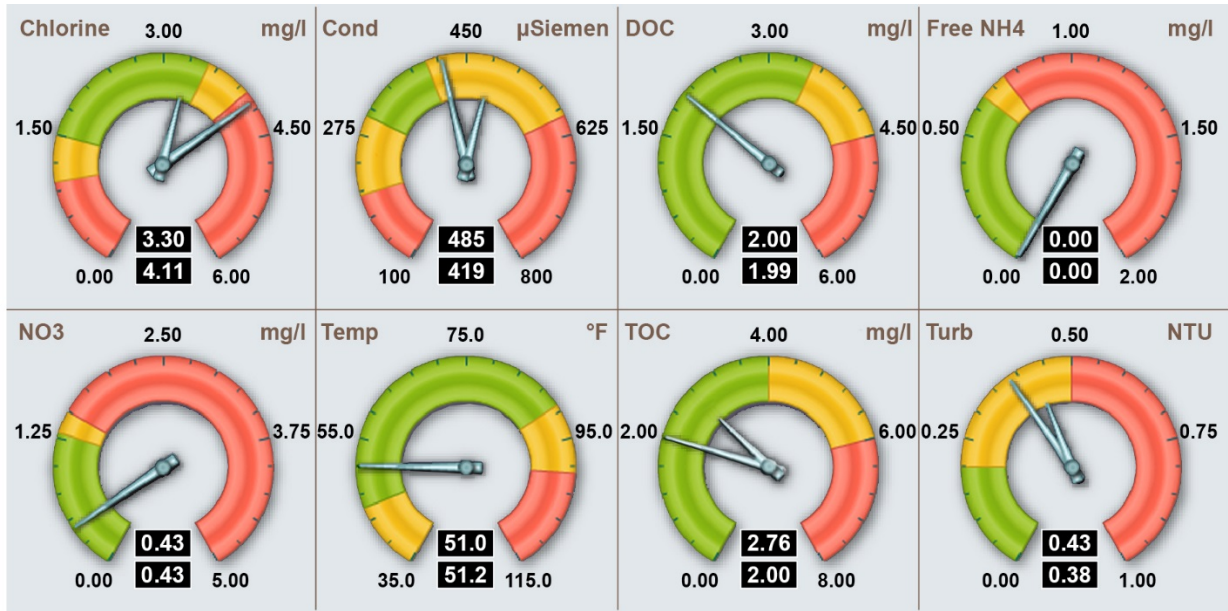 Chlorine 3.00 mg/l
1.50 4.50
3.30
0.00 4.11 6.00
Cond 450 µSiemen
275 625
485
100 419 800
DOC 3.00 mg/l
1.50 4.50
2.00
0.00 1.99 6.00
Free NH4 1.00 mg/l
0.50 1.50
0.00
0.00 0.00 2.00
NO3 2.50 mg/l
1.25 3.75
0.43
0.00 0.43 5.00
Temp 75.0 °F
55.0 95.0
51.0
35.0 51.2 115.0
TOC 4.00 mg/l
2.00 6.00
2.76
0.00 2.00 8.00
Turb 0.50 NTU
0.25 0.75
0.43
0.00 0.38 1.00